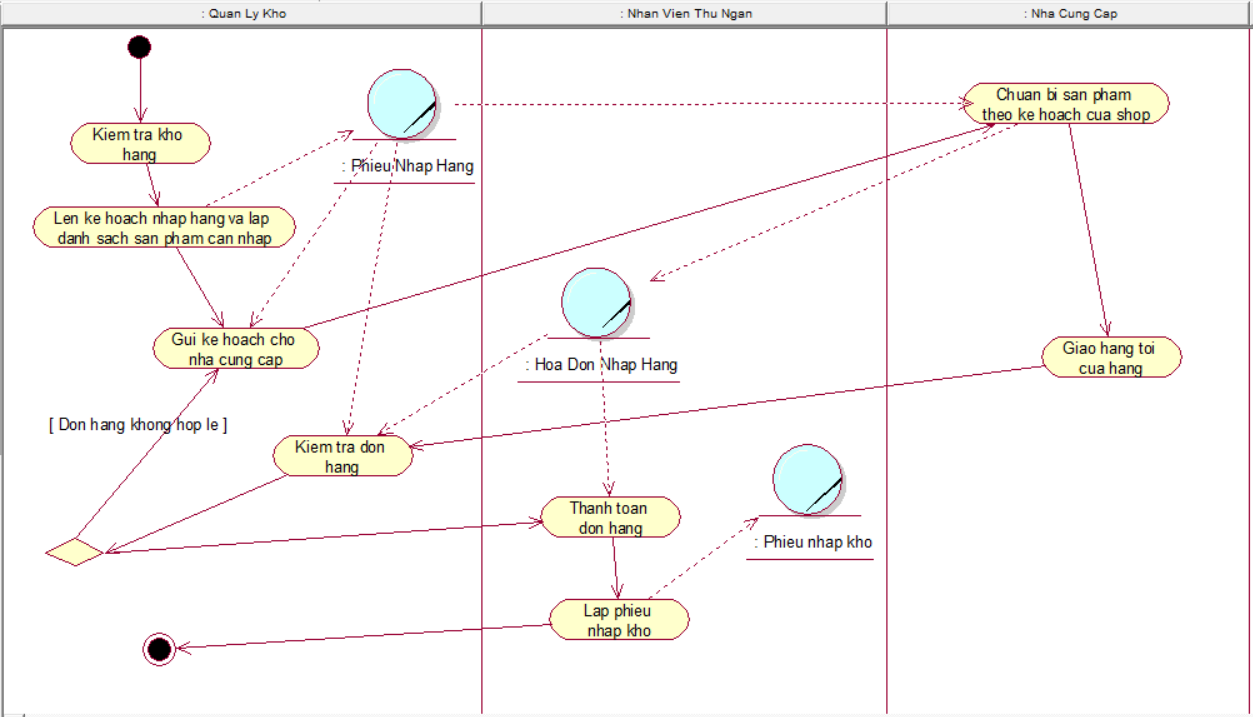 : Quan Ly Kho
: Nhan Vien Thu Ngan
: Nha Cung Cap
Chuan bi san pham
theo ke hoach cua shop
Kiem tra kho
hang
: Phieu Nhap Hang
Len ke hoach nhap hang va lap
danh sach san pham can nhap
Gui ke hoach cho
nha cung cap
Giao hang toi
cua hang
: Hoa Don Nhap Hang
[ Don hang khong hop le ]
Kiem tra don
hang
Thanh toan
don hang
: Phieu nhap kho
Lap phieu
nhap kho